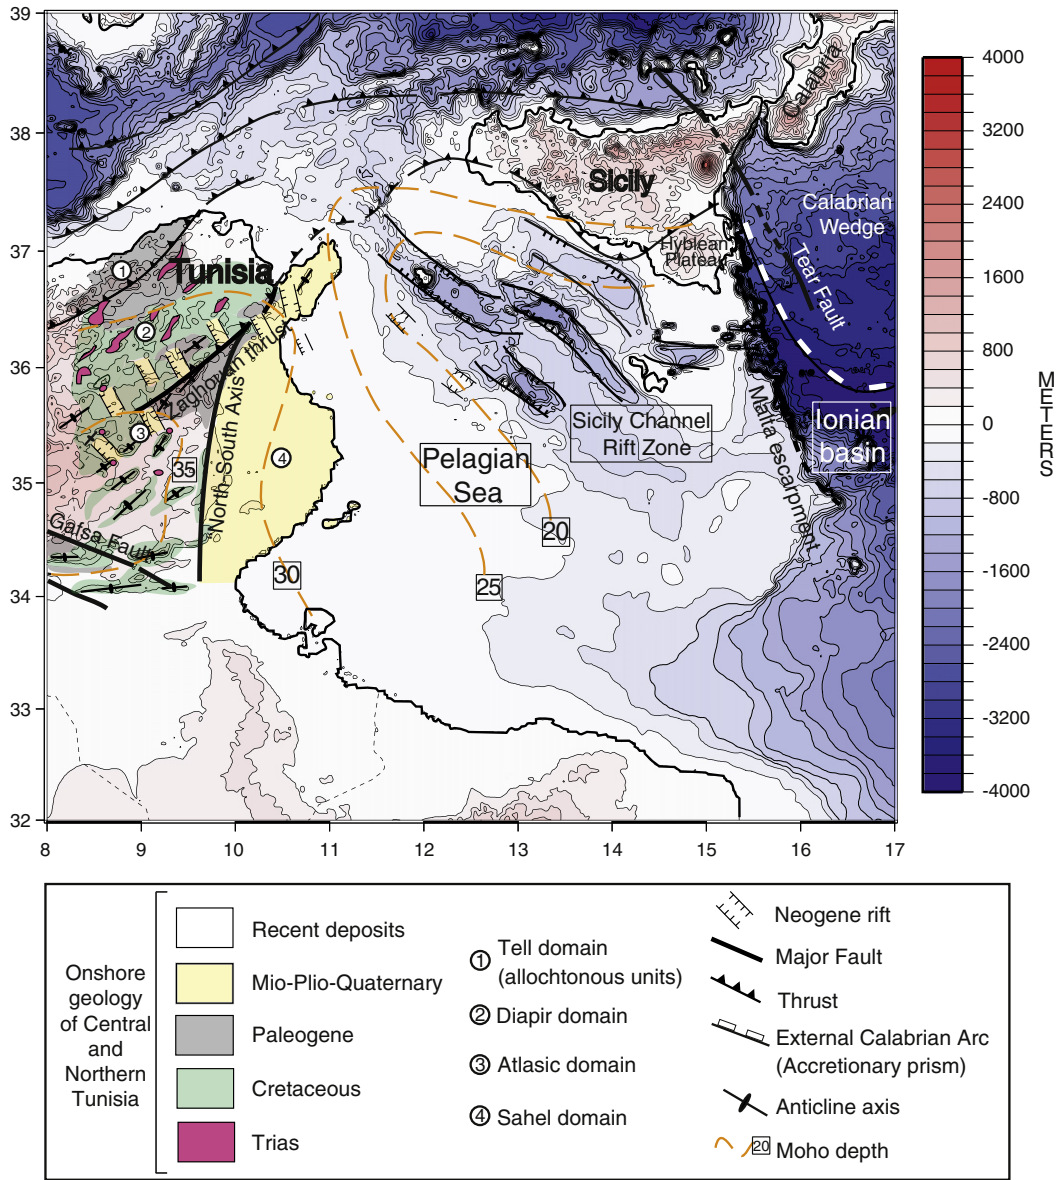 39
38
37
36
35
34
33
32
8
9
10
11
12
13
14
15
16
17
Calabria
Sicily
Calabrian
Wedge
Hyblean
Plateau
Tear Fault
1
Tunisia
2
Zaghouan thrust
3
North-South Axis
35
4
Gafsa Fault
30
Pelagian
Sea
25
20
Sicily Channel
Rift Zone
Malta escarpment
Ionian
basin
4000
3200
2400
1600
800
0
-800
-1600
-2400
-3200
-4000
METERS
Onshore
geology
of Central
and
Northern
Tunisia
Recent deposits
Mio-Plio-Quaternary
Paleogene
Cretaceous
Trias
1 Tell domain
(allochtonous units)
2 Diapir domain
3 Atlasic domain
4 Sahel domain
Neogene rift
Major Fault
Thrust
External Calabrian Arc
(Accretionary prism)
Anticline axis
20 Moho depth